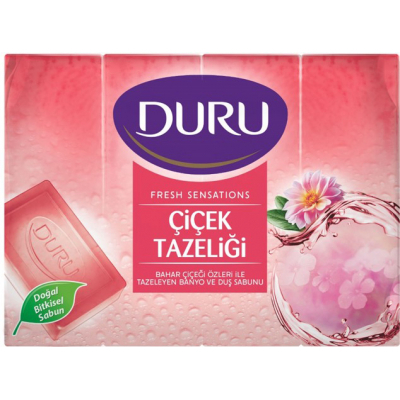 DURU
FRESH SENSATIONS
ÇİÇEK
TAZELİĞİ
BAHAR ÇİÇEĞİ ÖZLERİ İLE
TAZELEYEN BANYO VE DUŞ SABUNU
DURU
Doğal
Bitkisel
Sabun